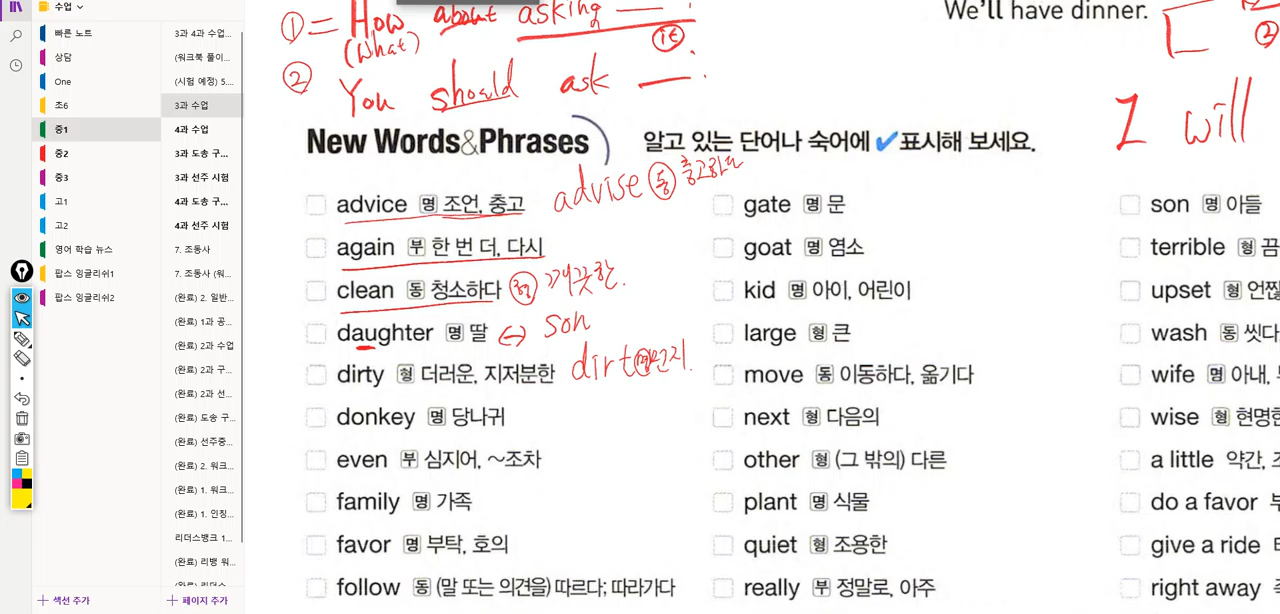 수업
빠른 노트
상담
One
초6
중1
중2
중3
고1
고2
영어 학습 뉴스
팝스 잉글리쉬1
팝스 잉글리쉬2
섹션 추가
3과 4과 수업...
(워크북 풀이...
(시험 예정) 5....
3과 수업
4과 수업
3과 도송 구...
3과 선주 시험
4과 도송 구...
4과 선주 시험
7. 조동사
7. 조동사 (워...
(완료) 2. 일반...
(완료) 1과 공...
(완료) 2과 수업
(완료) 2과 구...
(완료) 2과 선...
(완료) 도송 구...
(완료) 선주중...
(완료) 2. 워크...
(완료) 1. 워크...
(완료) 1. 인칭...
리더스뱅크 1...
(완료) 리뱅 워...
페이지 추가
① = How about asking ?
(What) (it)
② You should ask
We'll have dinner.
②
I will
New Words&Phrases 알고 있는 단어나 숙어에 ✔표시해 보세요.
advice 명 조언, 충고 advise 동 충고하다
again 부 한 번 더, 다시
clean 동 청소하다 형 깨끗한.
daughter 명 딸 ↔ son
dirty 형 더러운, 지저분한 dirt 명 먼지.
donkey 명 당나귀
even 부 심지어, ~조차
family 명 가족
favor 명 부탁, 호의
follow 동 (말 또는 의견을) 따르다; 따라가다
gate 명 문
goat 명 염소
kid 명 아이, 어린이
large 형 큰
move 동 이동하다, 옮기다
next 형 다음의
other 형 (그 밖의) 다른
plant 명 식물
quiet 형 조용한
really 부 정말로, 아주
son 명 아들
terrible 형 끔
upset 형 언짢
wash 동 씻다
wife 명 아내,
wise 형 현명한
a little 약간,
do a favor
give a ride
right away